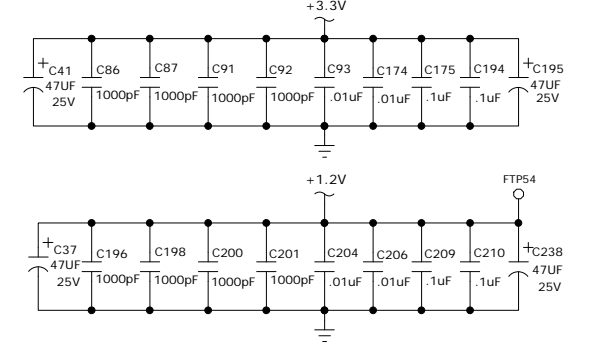 +3.3V
+ C41 C86 C87 C91 C92 C93 C174 C175 C194 + C195
47UF 1000pF 1000pF 1000pF 1000pF .01uF .01uF .1uF .1uF 47UF
25V 25V
+1.2V FTP54
+ C37 C196 C198 C200 C201 C204 C206 C209 C210 + C238
47UF 1000pF 1000pF 1000pF 1000pF .01uF .01uF .1uF .1uF 47UF
25V 25V